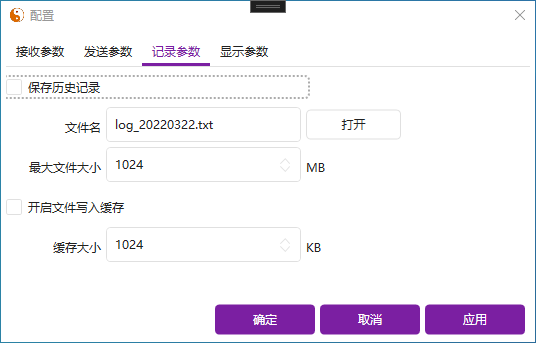 配置
接收参数 发送参数 记录参数 显示参数
保存历史记录
文件名 log_20220322.txt 打开
最大文件大小 1024 MB
开启文件写入缓存
缓存大小 1024 KB
确定 取消 应用